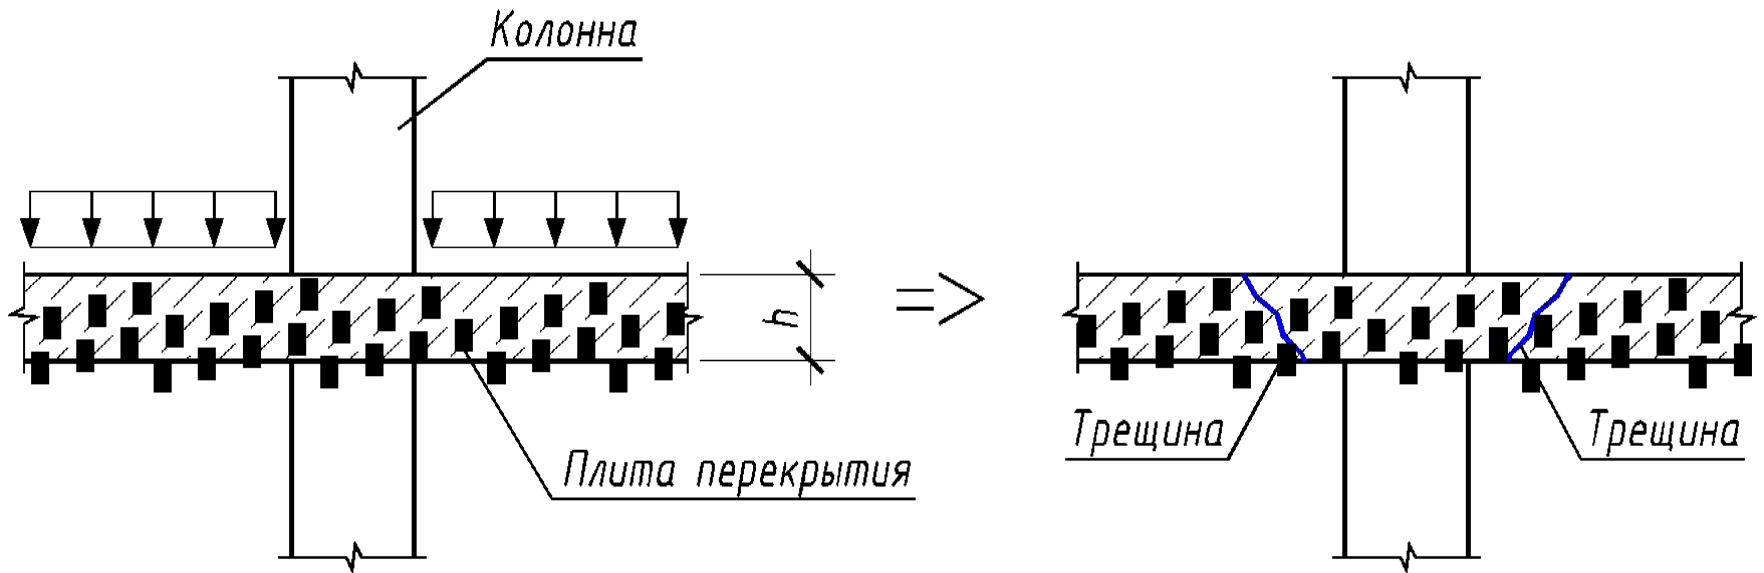 Колонна
h
=>
Плита перекрытия
Трещина
Трещина